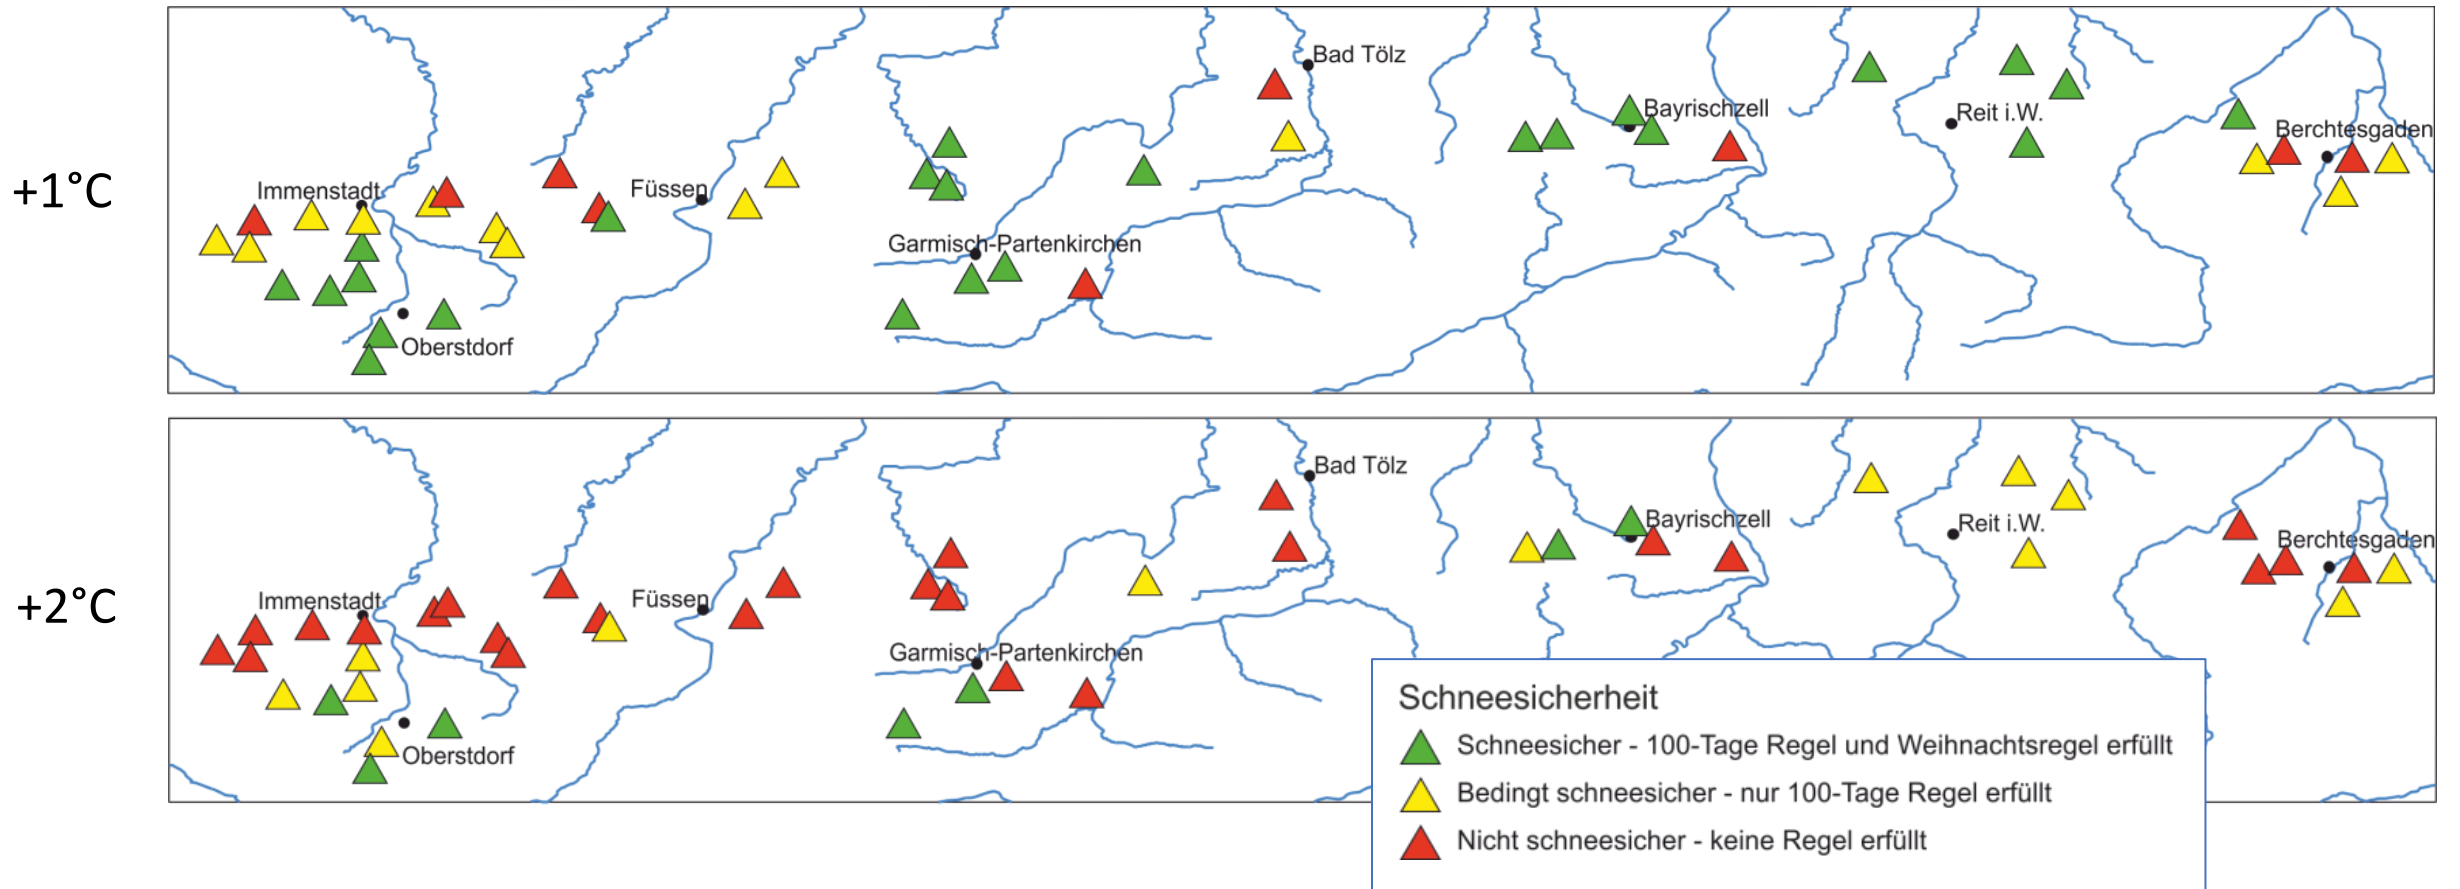 +1°C
Bad Tölz
Bayrischzell
Reit i.W.
Berchtesgaden
Immenstadt
Füssen
Garmisch-Partenkirchen
Oberstdorf
+2°C
Bad Tölz
Bayrischzell
Reit i.W.
Berchtesgaden
Immenstadt
Füssen
Garmisch-Partenkirchen
Oberstdorf
Schneesicherheit
Schneesicher - 100-Tage Regel und Weihnachtsregel erfüllt
Bedingt schneesicher - nur 100-Tage Regel erfüllt
Nicht schneesicher - keine Regel erfüllt